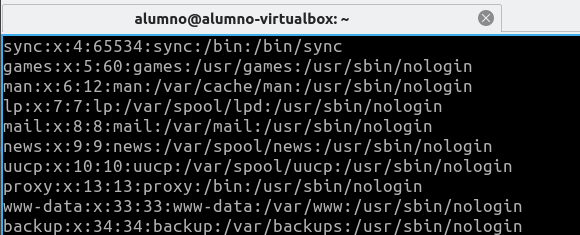 alumno@alumno-virtualbox: ~
sync:x:4:65534:sync:/bin:/bin/sync
games:x:5:60:games:/usr/games:/usr/sbin/nologin
man:x:6:12:man:/var/cache/man:/usr/sbin/nologin
lp:x:7:7:lp:/var/spool/lpd:/usr/sbin/nologin
mail:x:8:8:mail:/var/mail:/usr/sbin/nologin
news:x:9:9:news:/var/spool/news:/usr/sbin/nologin
uucp:x:10:10:uucp:/var/spool/uucp:/usr/sbin/nologin
proxy:x:13:13:proxy:/bin:/usr/sbin/nologin
www-data:x:33:33:www-data:/var/www:/usr/sbin/nologin
backup:x:34:34:backup:/var/backups:/usr/sbin/nologin